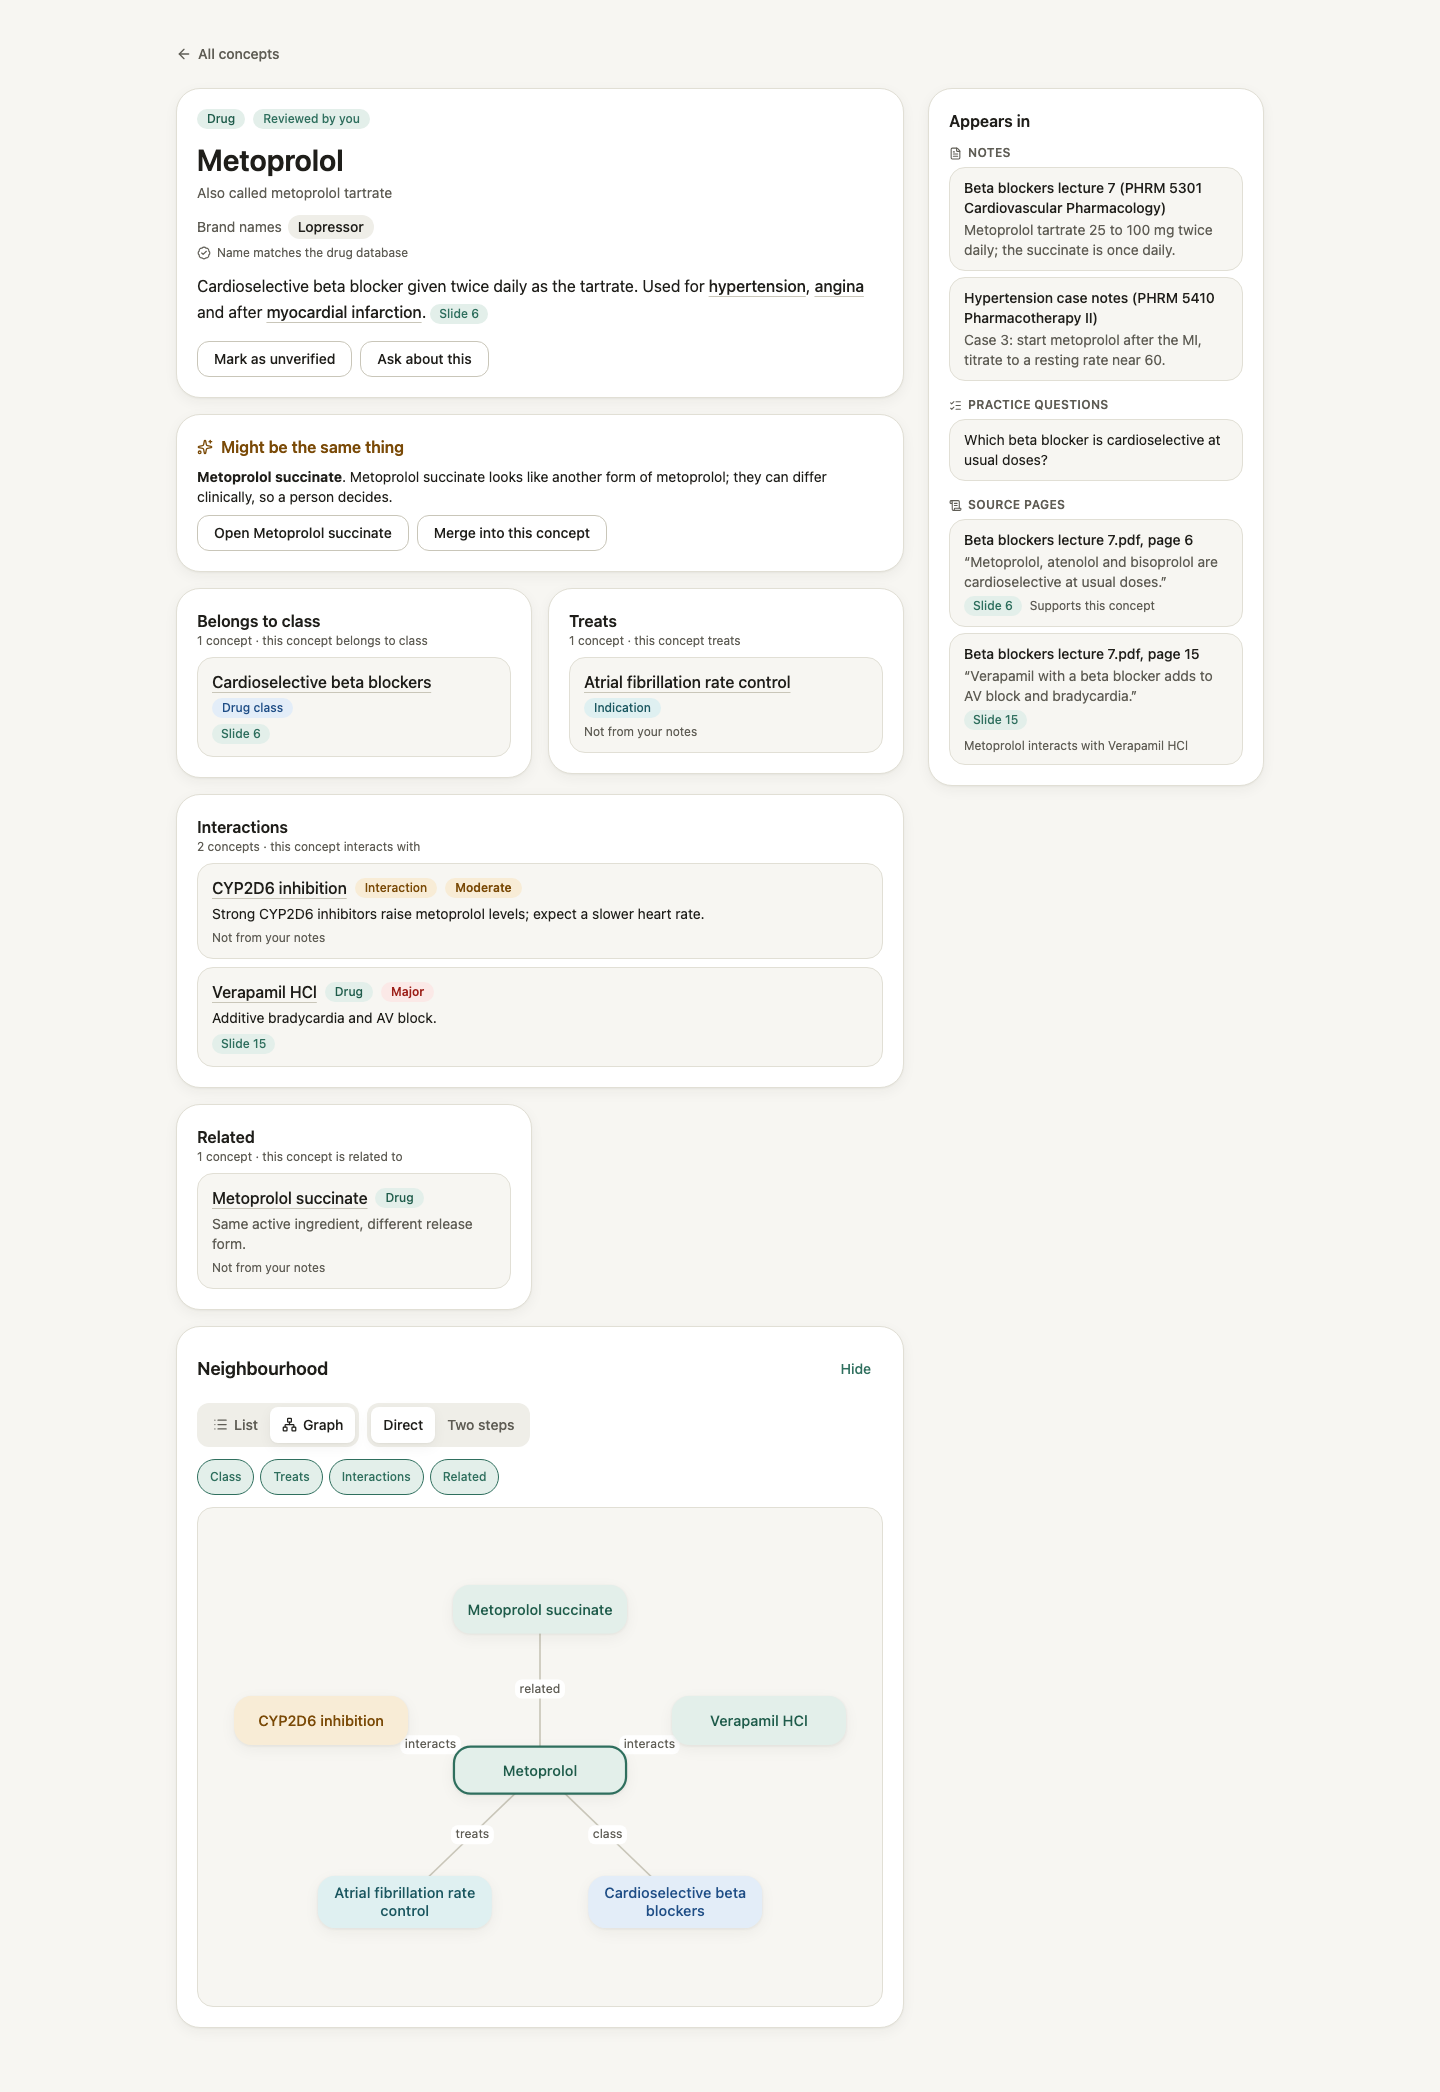 All concepts
Drug
Reviewed by you
Metoprolol
Also called metoprolol tartrate
Brand names Lopressor
Name matches the drug database
Cardioselective beta blocker given twice daily as the tartrate. Used for hypertension, angina
and after myocardial infarction. Slide 6
Mark as unverified
Ask about this
Might be the same thing
Metoprolol succinate. Metoprolol succinate looks like another form of metoprolol; they can differ
clinically, so a person decides.
Open Metoprolol succinate
Merge into this concept
Belongs to class
1 concept · this concept belongs to class
Cardioselective beta blockers
Drug class
Slide 6
Treats
1 concept · this concept treats
Atrial fibrillation rate control
Indication
Not from your notes
Interactions
2 concepts · this concept interacts with
CYP2D6 inhibition Interaction Moderate
Strong CYP2D6 inhibitors raise metoprolol levels; expect a slower heart rate.
Not from your notes
Verapamil HCl Drug Major
Additive bradycardia and AV block.
Slide 15
Related
1 concept · this concept is related to
Metoprolol succinate Drug
Same active ingredient, different release
form.
Not from your notes
Neighbourhood
Hide
List Graph Direct Two steps
Class Treats Interactions Related
Metoprolol succinate
related
CYP2D6 inhibition
Verapamil HCl
interacts
interacts
Metoprolol
treats
class
Atrial fibrillation rate
control
Cardioselective beta
blockers
Appears in
NOTES
Beta blockers lecture 7 (PHRM 5301
Cardiovascular Pharmacology)
Metoprolol tartrate 25 to 100 mg twice
daily; the succinate is once daily.
Hypertension case notes (PHRM 5410
Pharmacotherapy II)
Case 3: start metoprolol after the MI,
titrate to a resting rate near 60.
PRACTICE QUESTIONS
Which beta blocker is cardioselective at
usual doses?
SOURCE PAGES
Beta blockers lecture 7.pdf, page 6
“Metoprolol, atenolol and bisoprolol are
cardioselective at usual doses.”
Slide 6 Supports this concept
Beta blockers lecture 7.pdf, page 15
“Verapamil with a beta blocker adds to
AV block and bradycardia.”
Slide 15
Metoprolol interacts with Verapamil HCl